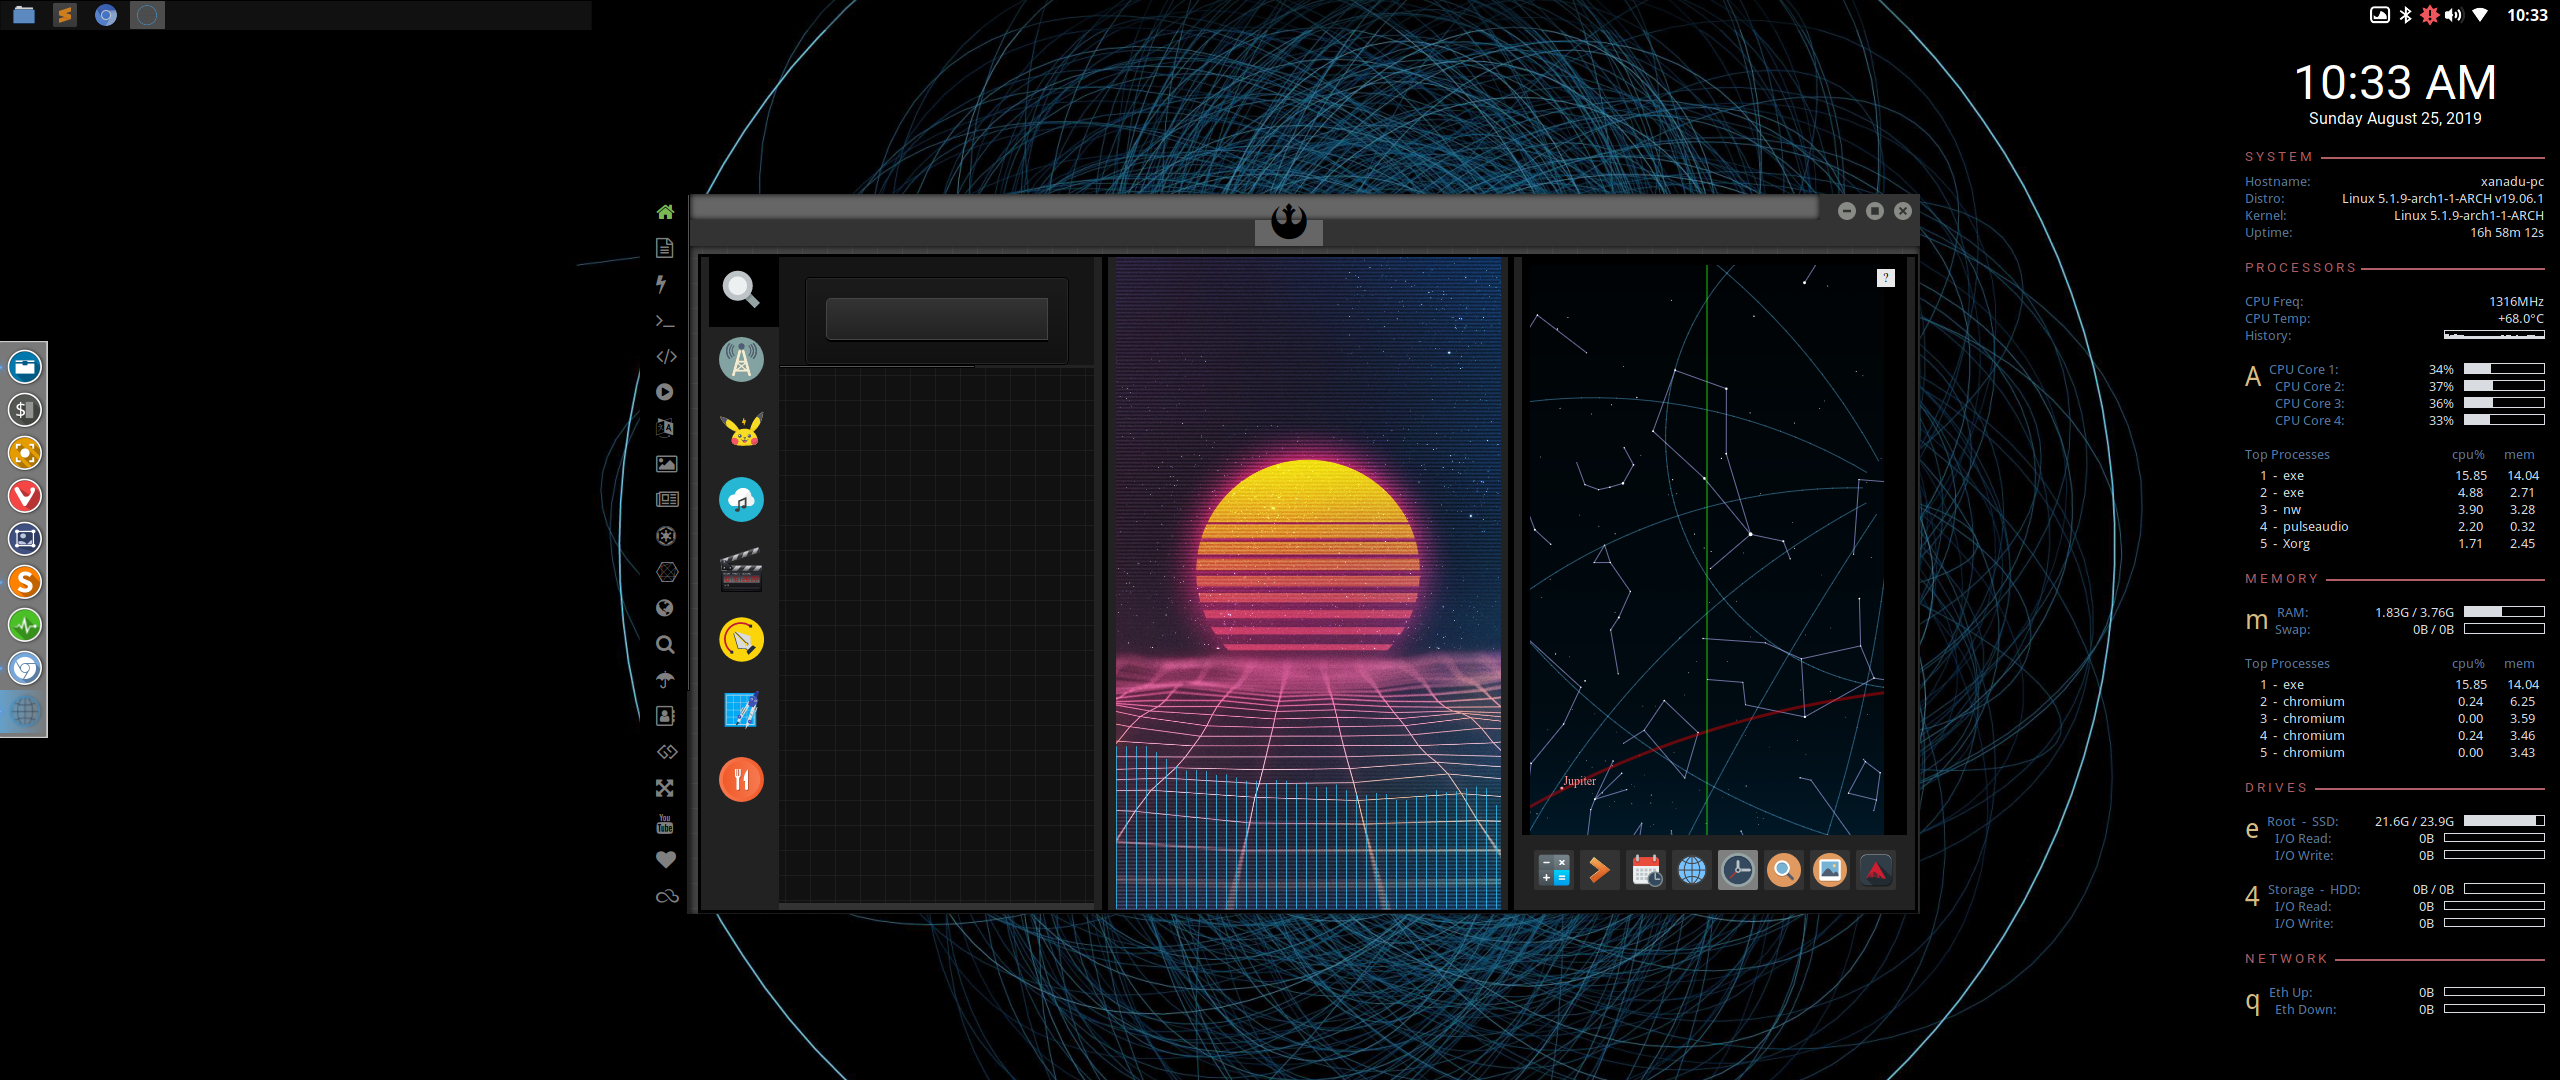 10:33
10:33 AM
Sunday August 25, 2019
SYSTEM
Hostname: xanadu-pc
Distro: Linux 5.1.9-arch1-1-ARCH v19.06.1
Kernel: Linux 5.1.9-arch1-1-ARCH
Uptime: 16h 58m 12s
PROCESSORS
CPU Freq: 1316MHz
CPU Temp: +68.0°C
History:
A CPU Core 1: 34%
CPU Core 2: 37%
CPU Core 3: 36%
CPU Core 4: 33%
Top Processes cpu% mem
1 - exe 15.85 14.04
2 - exe 4.88 2.71
3 - nw 3.90 3.28
4 - pulseaudio 2.20 0.32
5 - Xorg 1.71 2.45
MEMORY
m RAM: 1.83G / 3.76G
Swap: 0B / 0B
Top Processes cpu% mem
1 - exe 15.85 14.04
2 - chromium 0.24 6.25
3 - chromium 0.00 3.59
4 - chromium 0.24 3.46
5 - chromium 0.00 3.43
DRIVES
e Root - SSD: 21.6G / 23.9G
I/O Read: 0B
I/O Write: 0B
4 Storage - HDD: 0B / 0B
I/O Read: 0B
I/O Write: 0B
NETWORK
q Eth Up: 0B
Eth Down: 0B
?
Jupiter
You
Tube